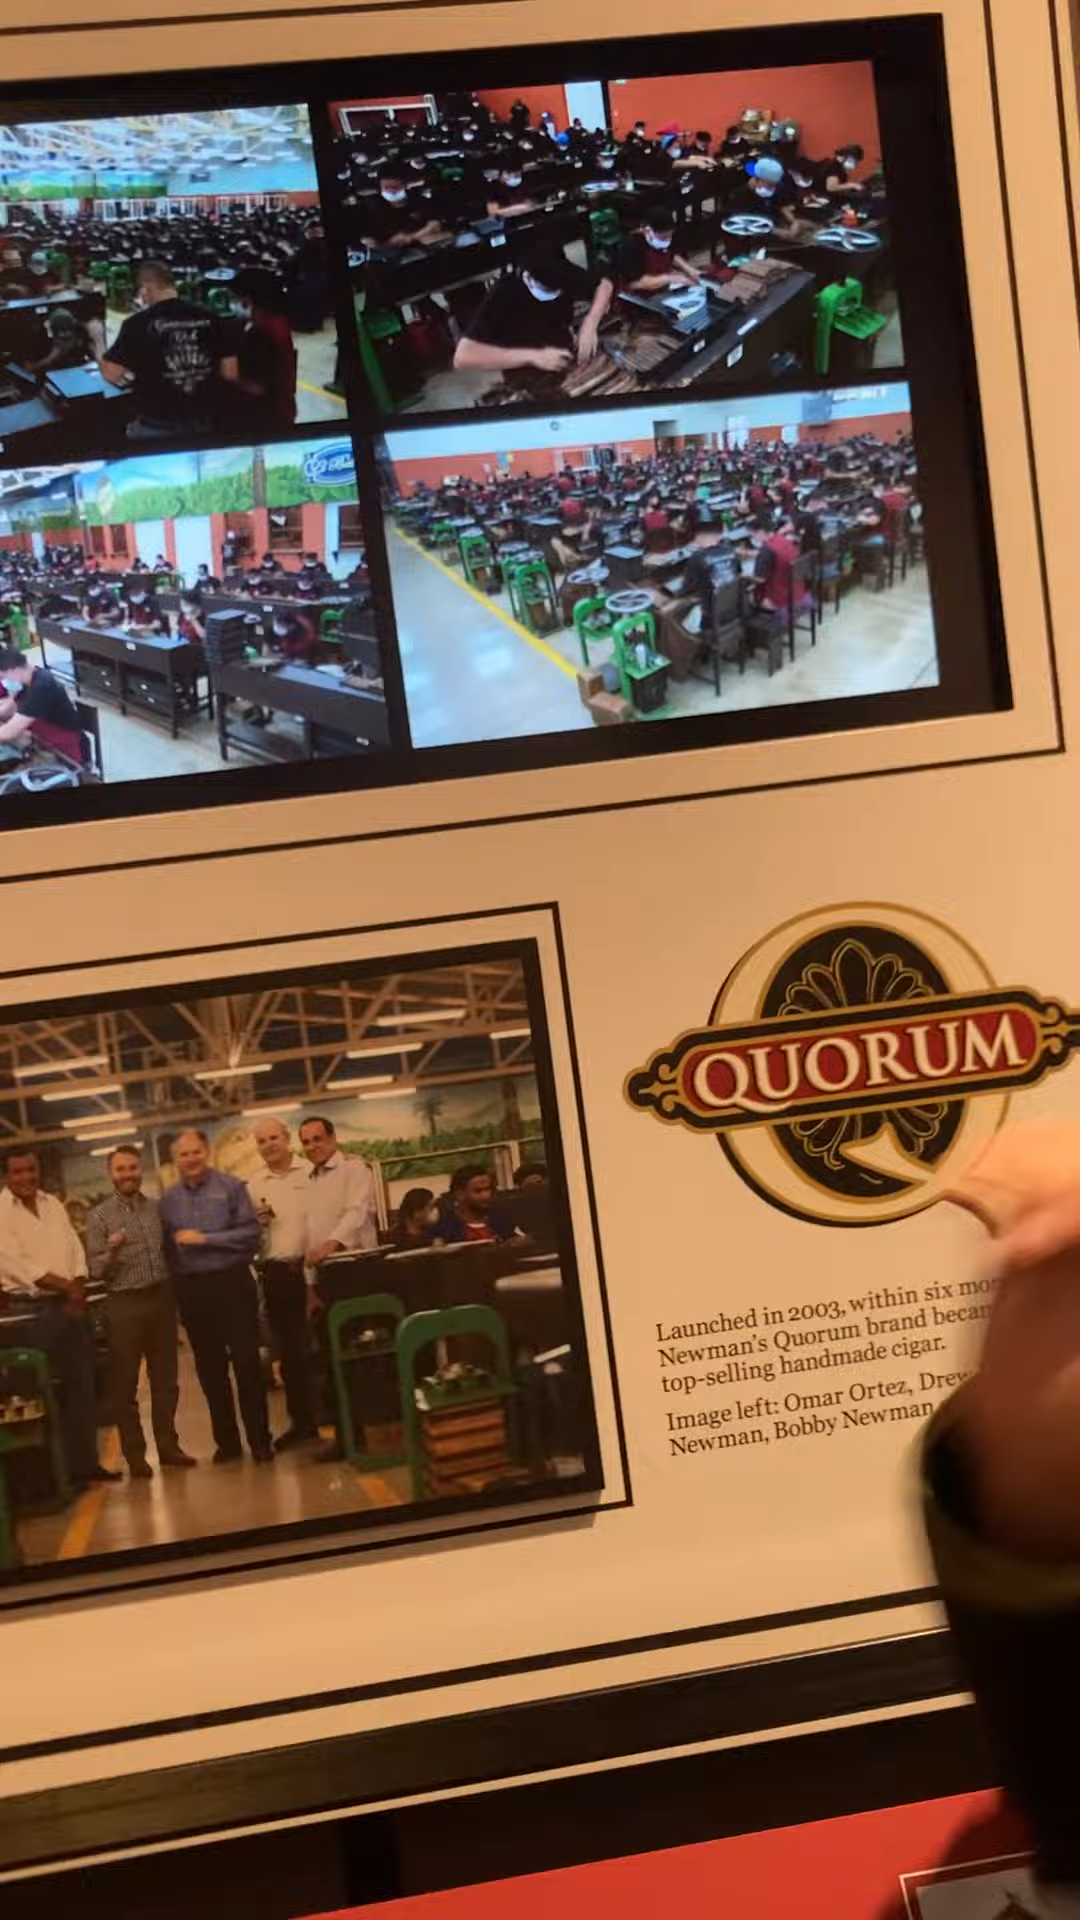 QUORUM
Launched in 2003, within six
Newman's Quorum brand
top-selling handmade cigar.
Image left: Omar Ortez, Drew
Newman, Bobby Newman